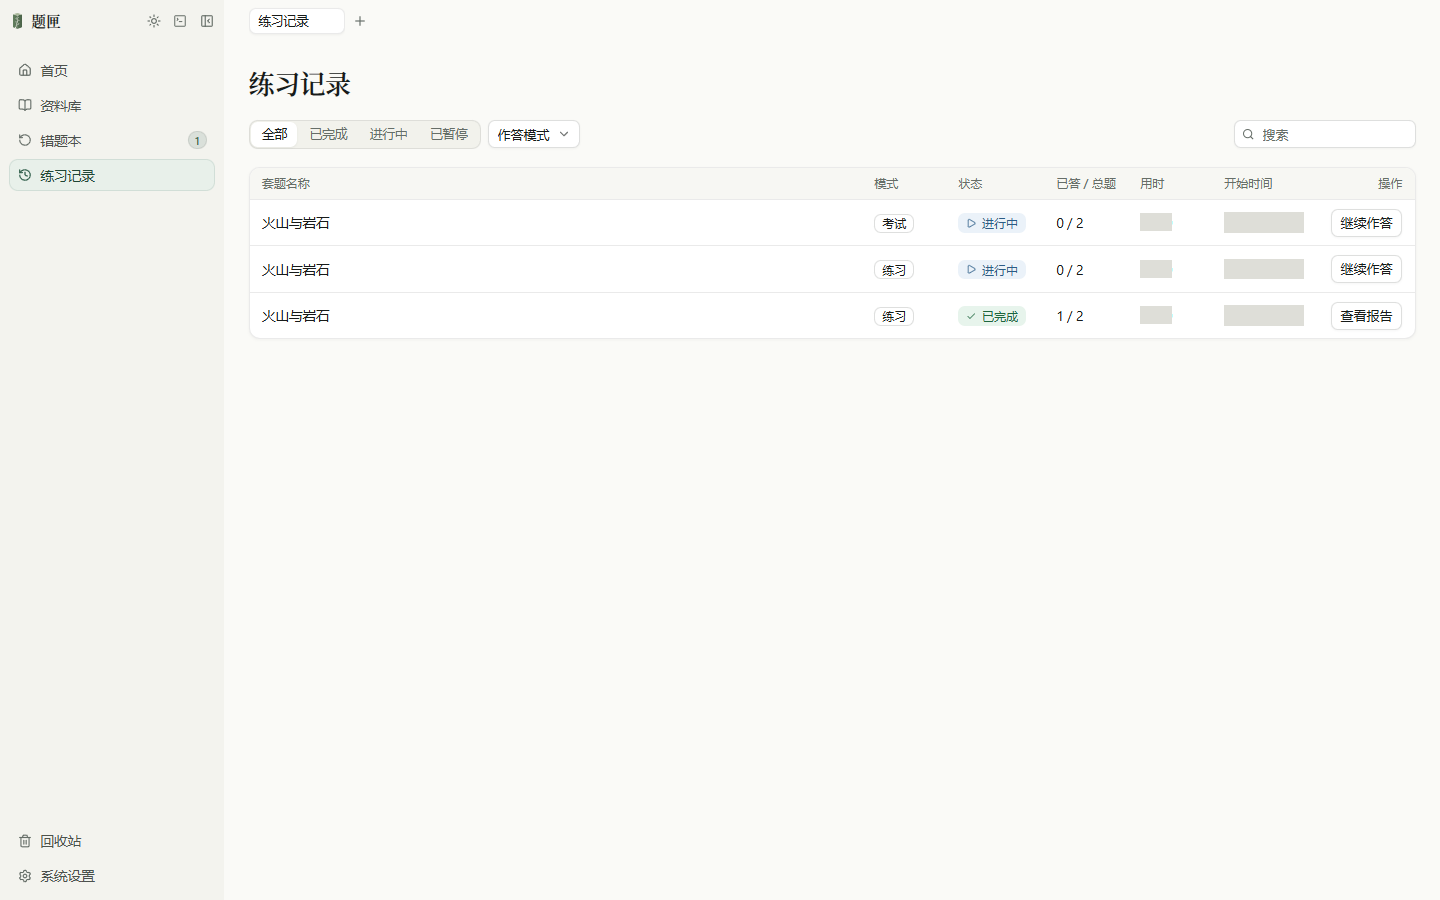 题匣
首页
资料库
错题本 1
练习记录
回收站
系统设置
练习记录
练习记录
全部 已完成 进行中 已暂停 作答模式 搜索
套题名称 模式 状态 已答 / 总题 用时 开始时间 操作
火山与岩石 考试 进行中 0 / 2 继续作答
火山与岩石 练习 进行中 0 / 2 继续作答
火山与岩石 练习 已完成 1 / 2 查看报告